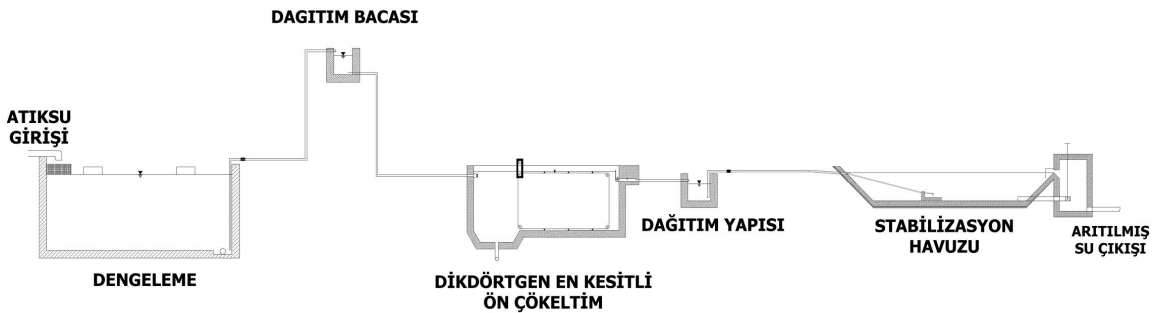 DAGITIM BACASI
ATIKSU
GİRİŞİ
DENGELEME
DİKDÖRTGEN EN KESİTLİ
ÖN ÇÖKELTİM
DAĞITIM YAPISI
STABİLİZASYON
HAVUZU
ARITILMIŞ
SU ÇIKIŞI